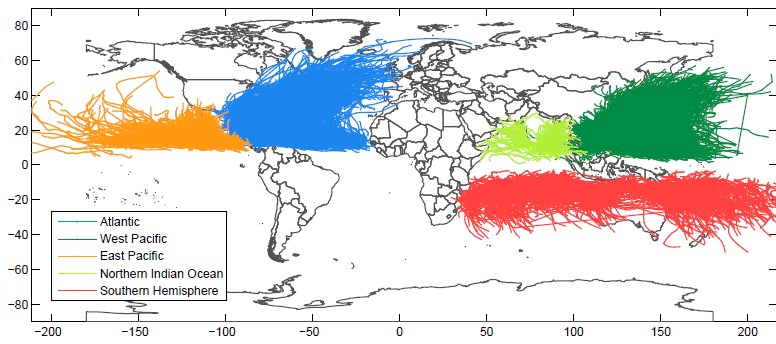 80
60
40
20
0
−20
−40
−60
−80
Atlantic
West Pacific
East Pacific
Northern Indian Ocean
Southern Hemisphere
−200 −150 −100 −50 0 50 100 150 200